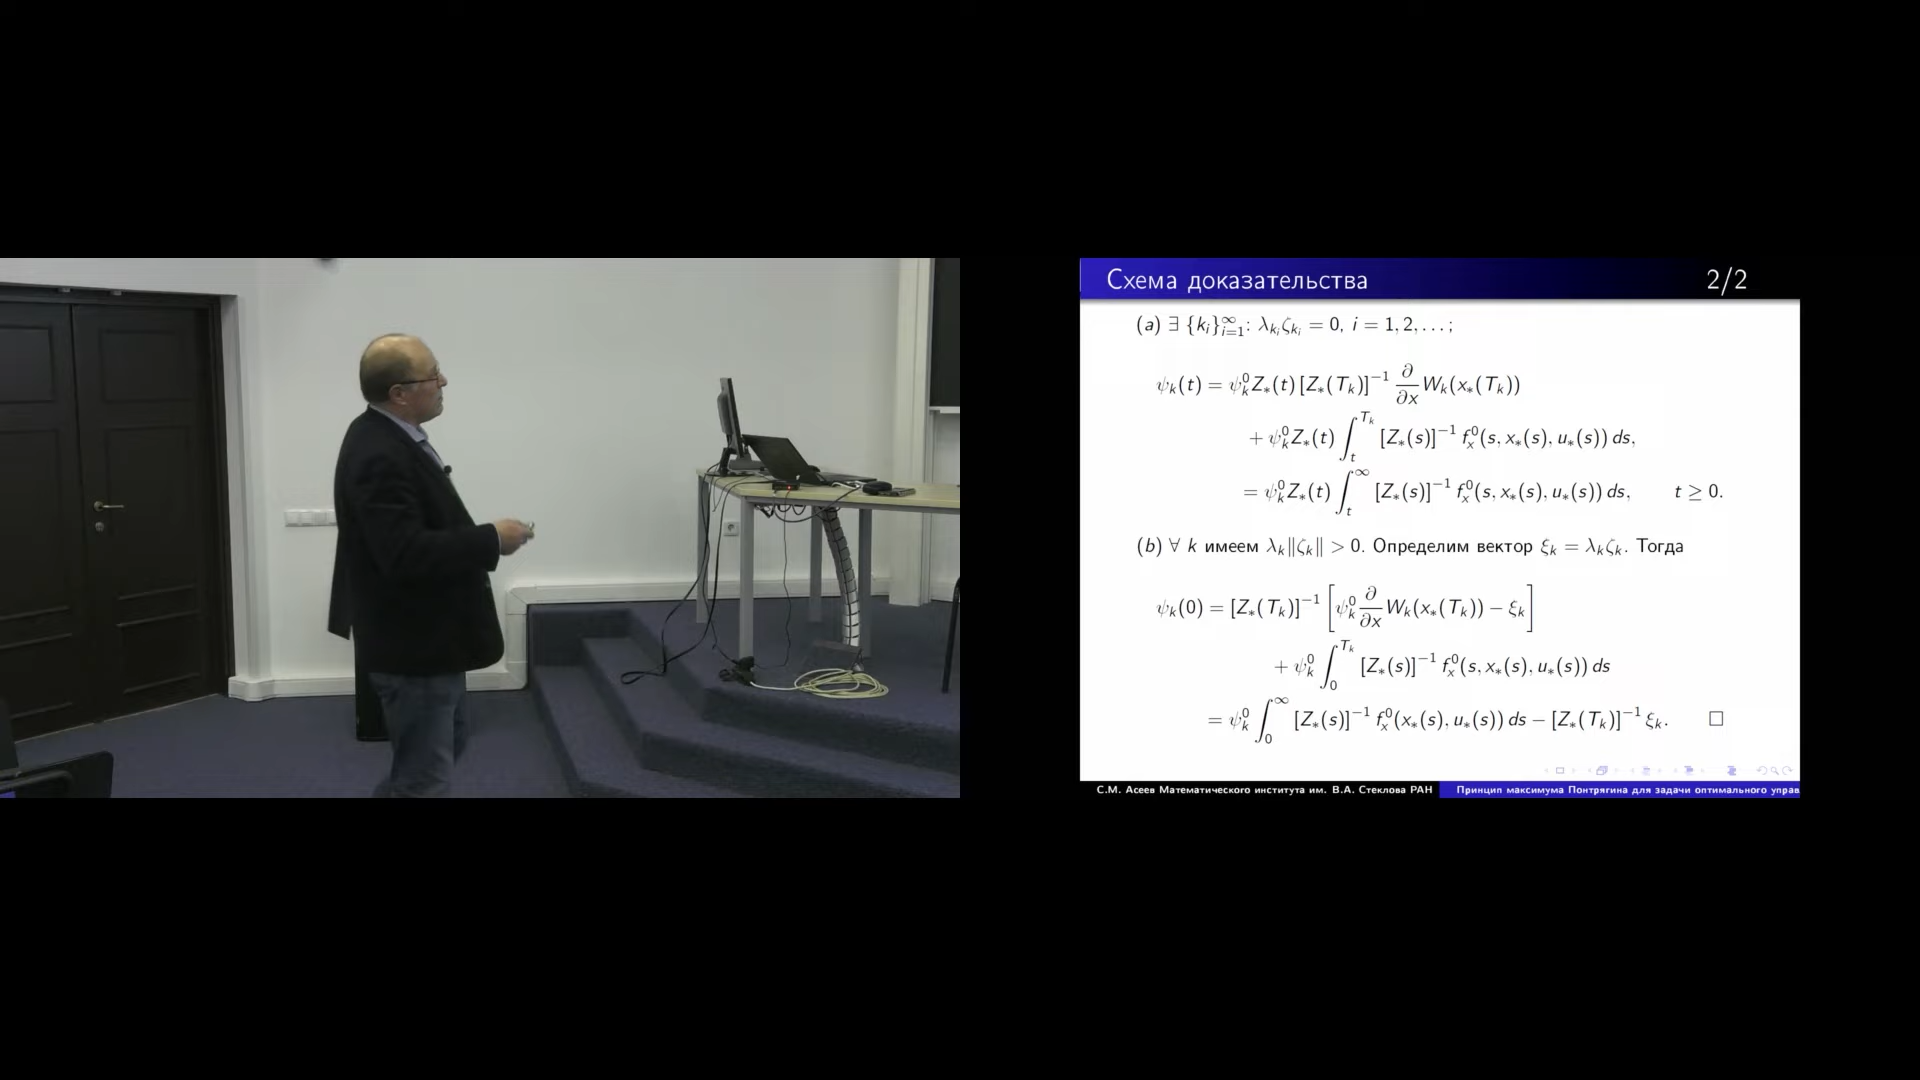 Схема доказательства 2/2
(a) ∃ {k_i}_{i=1}^∞: λ_{k_i}ζ_{k_i} = 0, i = 1, 2, . . . ;
ψ_k(t) = ψ_k^0 Z_*(t) [Z_*(T_k)]^{−1} ∂/∂x W_k(x_*(T_k))
+ ψ_k^0 Z_*(t) ∫_t^{T_k} [Z_*(s)]^{−1} f_x^0(s, x_*(s), u_*(s)) ds,
= ψ_k^0 Z_*(t) ∫_t^∞ [Z_*(s)]^{−1} f_x^0(s, x_*(s), u_*(s)) ds, t ≥ 0.
(b) ∀ k имеем λ_k‖ζ_k‖ > 0. Определим вектор ξ_k = λ_kζ_k. Тогда
ψ_k(0) = [Z_*(T_k)]^{−1} [ψ_k^0 ∂/∂x W_k(x_*(T_k)) − ξ_k]
+ ψ_k^0 ∫_0^{T_k} [Z_*(s)]^{−1} f_x^0(s, x_*(s), u_*(s)) ds
= ψ_k^0 ∫_0^∞ [Z_*(s)]^{−1} f_x^0(x_*(s), u_*(s)) ds − [Z_*(T_k)]^{−1} ξ_k. □
С.М. Асеев Математического института им. В.А. Стеклова РАН Принцип максимума Понтрягина для задачи оптимального управ